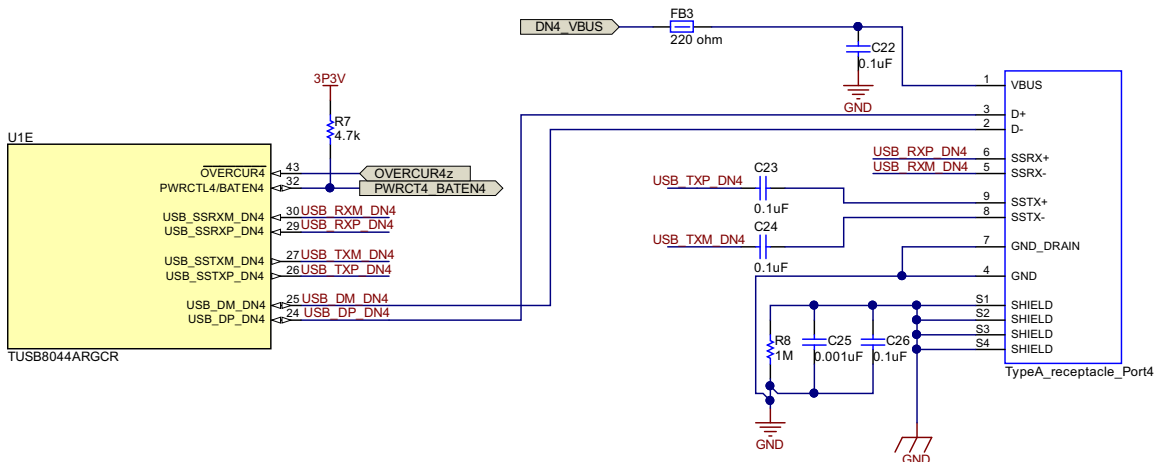 FB3
DN4_VBUS
220 ohm
C22
0.1uF
GND
3P3V
R7
4.7k
U1E
OVERCUR4 43 OVERCUR4z
PWRCTL4/BATEN4 32 PWRCT4_BATEN4
USB_SSRXM_DN4 30 USB_RXM_DN4
USB_SSRXP_DN4 29 USB_RXP_DN4
USB_SSTXM_DN4 27 USB_TXM_DN4
USB_SSTXP_DN4 26 USB_TXP_DN4
USB_DM_DN4 25 USB_DM_DN4
USB_DP_DN4 24 USB_DP_DN4
TUSB8044ARGCR
1 VBUS
3 D+
2 D-
USB_RXP_DN4 6 SSRX+
USB_RXM_DN4 5 SSRX-
USB_TXP_DN4 C23
0.1uF
9 SSTX+
8 SSTX-
USB_TXM_DN4 C24
0.1uF
7 GND_DRAIN
4 GND
S1 SHIELD
S2 SHIELD
S3 SHIELD
S4 SHIELD
R8
1M
C25
0.001uF
C26
0.1uF
TypeA_receptacle_Port4
GND
GND